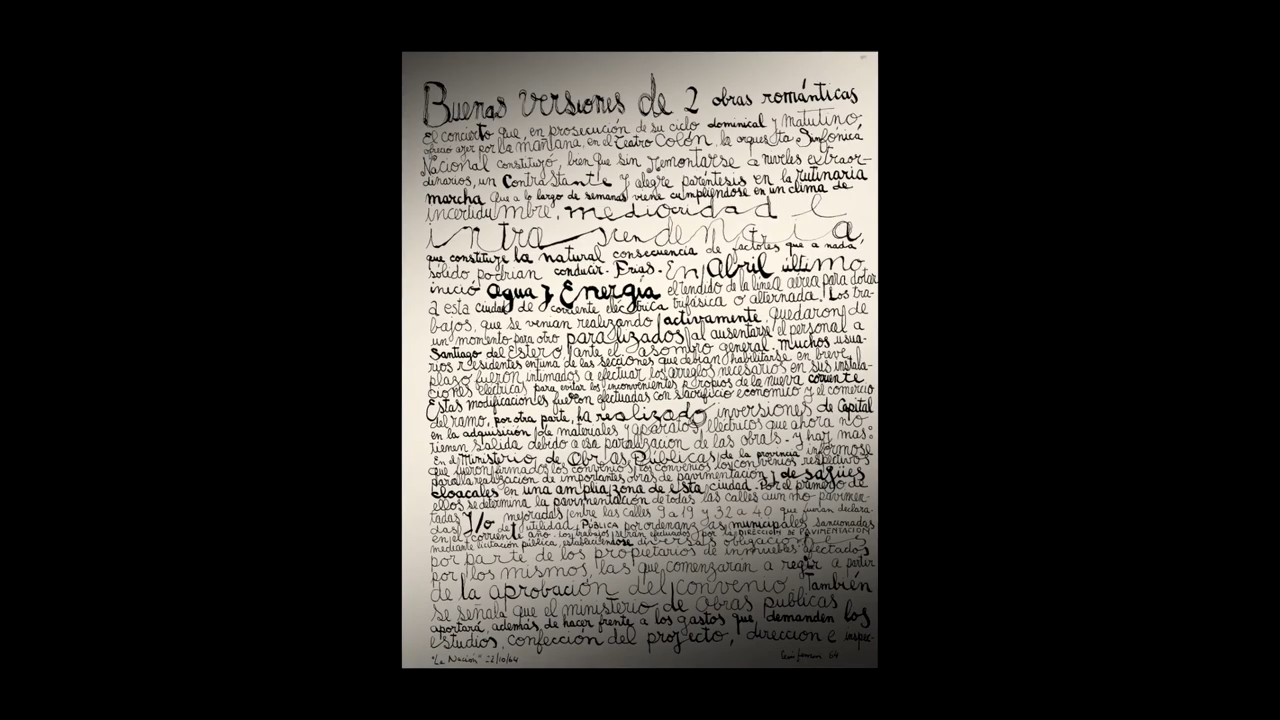 Buenas versiones de 2 obras románticas
El concierto que, en prosecución de su ciclo dominical y matutino,
ofreció ayer por la mañana, en el Teatro Colón, la orquesta Sinfónica
Nacional constituyó, bien que sin remontarse a niveles extraor-
dinarios, un contrastante y alegre paréntesis en la rutinaria
marcha que a lo largo de semanas viene cumpliéndose en un clima de
incertidumbre, mediocridad e
intrascendencia,
que constituye la natural consecuencia de factores que a nada
sólido podrían conducir. Frías. En Abril último
inició Agua y Energía el tendido de la línea aérea para dotar
a esta ciudad de corriente eléctrica trifásica o alternada. Los tra-
bajos, que se venían realizando activamente, quedaron de
un momento para otro paralizados al ausentarse el personal a
Santiago del Estero, ante el asombro general. Muchos usua-
rios residentes en una de las secciones que debían habilitarse en breve
plazo fueron intimados a efectuar los arreglos necesarios en sus instala-
ciones eléctricas para evitar los inconvenientes propios de la nueva corriente
Estas modificaciones fueron efectuadas con sacrificio económico y el comercio
del ramo, por otra parte, ha realizado inversiones de Capital
en la adquisición de materiales y aparatos eléctricos que ahora no
tienen salida debido a esa paralización de las obras. y hay más:
En el Ministerio de Obras Públicas de la provincia informóse
que fueron firmados los convenios los convenios los convenios respectivos
para la realización de importantes obras de pavimentación y desagües
cloacales en una amplia zona de esta ciudad. Por el primero de
ellos se determina la pavimentación de todas las calles aun no pavimen-
tadas y/o mejoradas entre las calles 9 a 19 y 32 a 40 que fueran declara-
das de utilidad Pública por ordenanzas municipales sancionadas
en el corriente año. Los trabajos serán efectuados por la DIRECCIÓN DE PAVIMENTACIÓN
mediante licitación pública, estableciéndose diversas obligaciones
por parte de los propietarios de inmuebles afectados
por los mismos, las que comenzarán a regir a partir
de la aprobación del convenio. También
se señala que el ministerio de Obras públicas
aportará, además, de hacer frente a los gastos que demanden los
estudios, confección del proyecto, dirección e inspec-
"La Nación" 12/10/64 León Ferrari 64